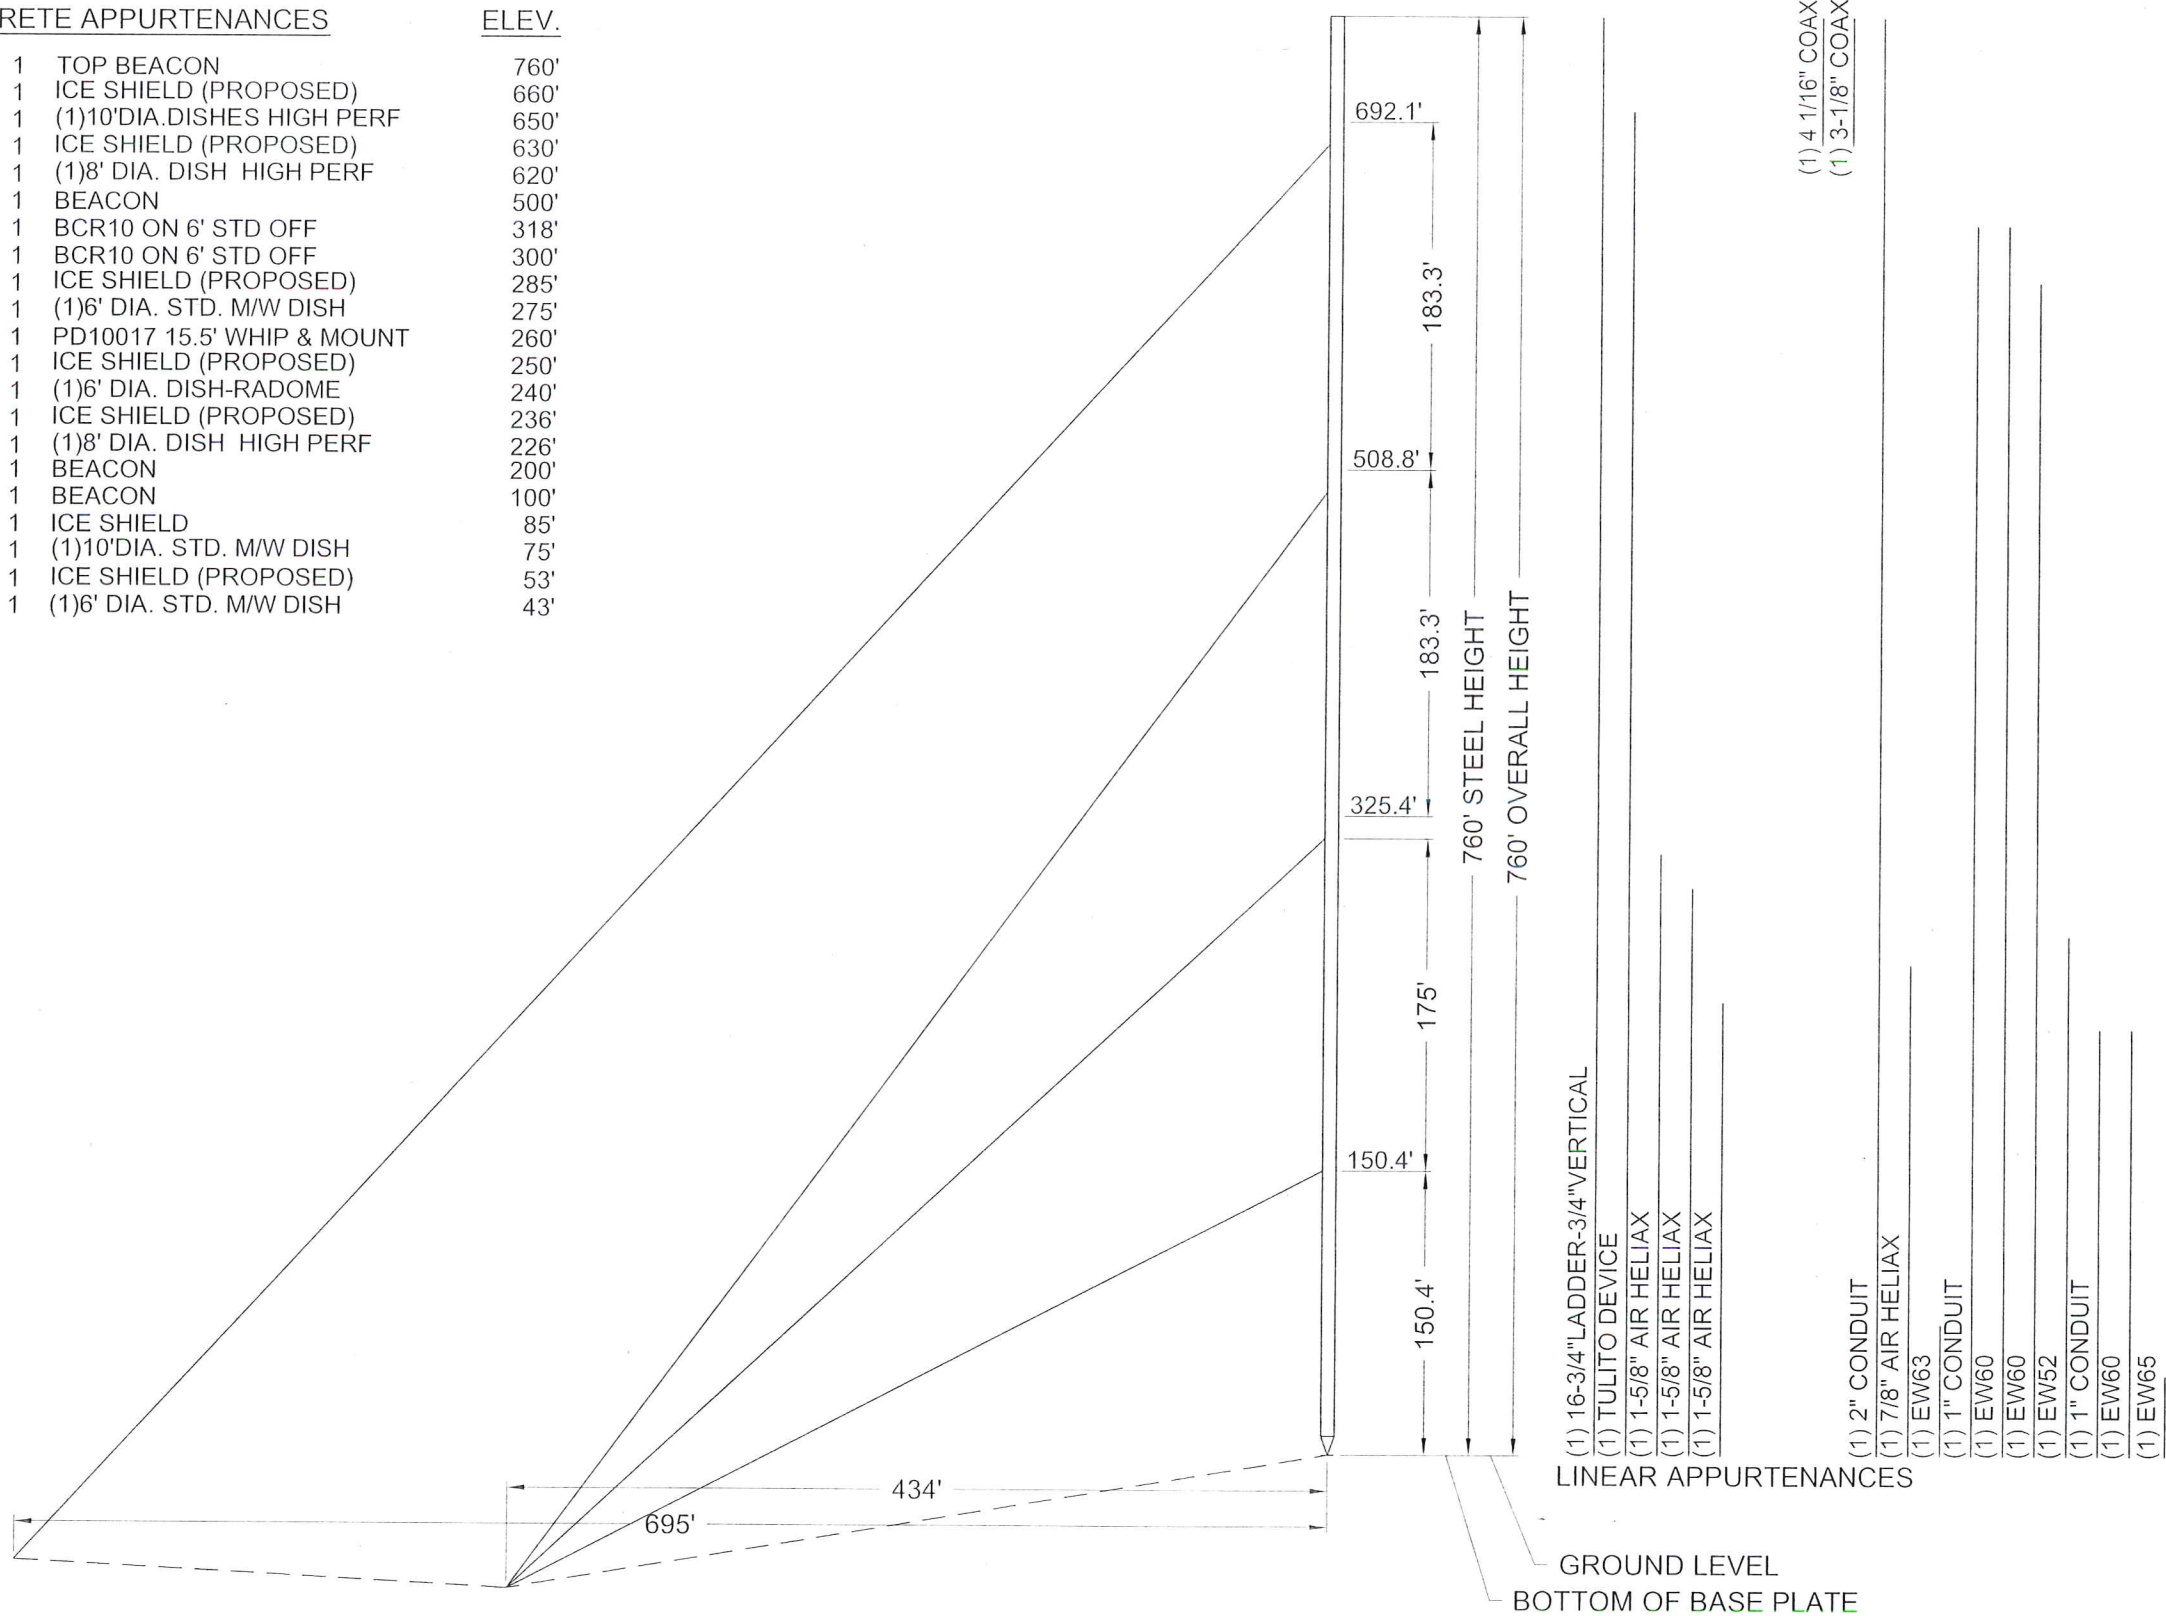 RETE APPURTENANCES ELEV.
1 TOP BEACON 760'
1 ICE SHIELD (PROPOSED) 660'
1 (1)10'DIA.DISHES HIGH PERF 650'
1 ICE SHIELD (PROPOSED) 630'
1 (1)8' DIA. DISH HIGH PERF 620'
1 BEACON 500'
1 BCR10 ON 6' STD OFF 318'
1 BCR10 ON 6' STD OFF 300'
1 ICE SHIELD (PROPOSED) 285'
1 (1)6' DIA. STD. M/W DISH 275'
1 PD10017 15.5' WHIP & MOUNT 260'
1 ICE SHIELD (PROPOSED) 250'
1 (1)6' DIA. DISH-RADOME 240'
1 ICE SHIELD (PROPOSED) 236'
1 (1)8' DIA. DISH HIGH PERF 226'
1 BEACON 200'
1 BEACON 100'
1 ICE SHIELD 85'
1 (1)10'DIA. STD. M/W DISH 75'
1 ICE SHIELD (PROPOSED) 53'
1 (1)6' DIA. STD. M/W DISH 43'
692.1'
183.3'
508.8'
183.3'
325.4'
175'
150.4'
150.4'
760' STEEL HEIGHT
760' OVERALL HEIGHT
434'
695'
(1) 16-3/4"LADDER-3/4"VERTICAL
(1) TULITO DEVICE
(1) 1-5/8" AIR HELIAX
(1) 1-5/8" AIR HELIAX
(1) 1-5/8" AIR HELIAX
(1) 4 1/16" COAX
(1) 3-1/8" COAX
(1) 2" CONDUIT
(1) 7/8" AIR HELIAX
(1) EW63
(1) 1" CONDUIT
(1) EW60
(1) EW60
(1) EW52
(1) 1" CONDUIT
(1) EW60
(1) EW65
LINEAR APPURTENANCES
GROUND LEVEL
BOTTOM OF BASE PLATE